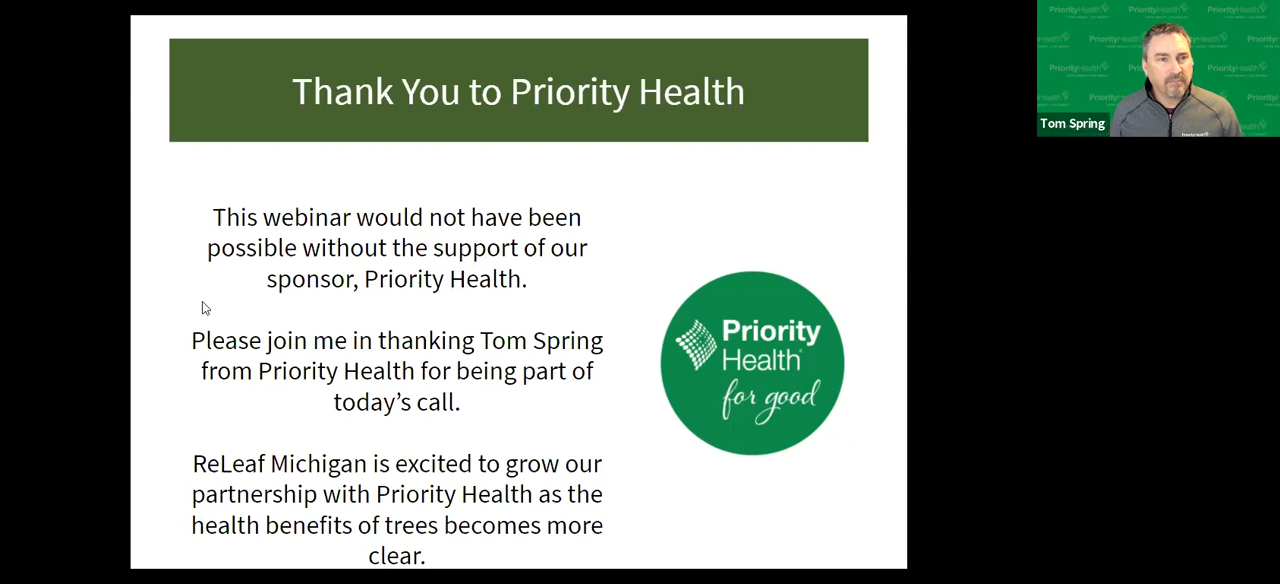 Thank You to Priority Health
This webinar would not have been
possible without the support of our
sponsor, Priority Health.
Please join me in thanking Tom Spring
from Priority Health for being part of
today's call.
ReLeaf Michigan is excited to grow our
partnership with Priority Health as the
health benefits of trees becomes more
clear.
Priority
Health
for good
PriorityHealth
PriorityHealth
PriorityHealth
Tom Spring